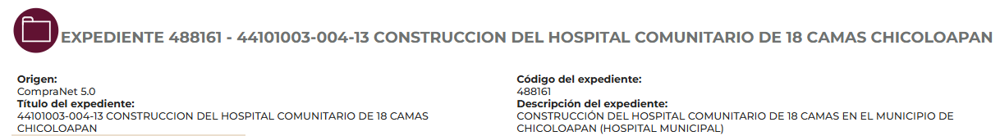 EXPEDIENTE 488161 - 44101003-004-13 CONSTRUCCION DEL HOSPITAL COMUNITARIO DE 18 CAMAS CHICOLOAPAN
Origen:
CompraNet 5.0
Título del expediente:
44101003-004-13 CONSTRUCCION DEL HOSPITAL COMUNITARIO DE 18 CAMAS
CHICOLOAPAN
Código del expediente:
488161
Descripción del expediente:
CONSTRUCCIÓN DEL HOSPITAL COMUNITARIO DE 18 CAMAS EN EL MUNICIPIO DE
CHICOLOAPAN (HOSPITAL MUNICIPAL)